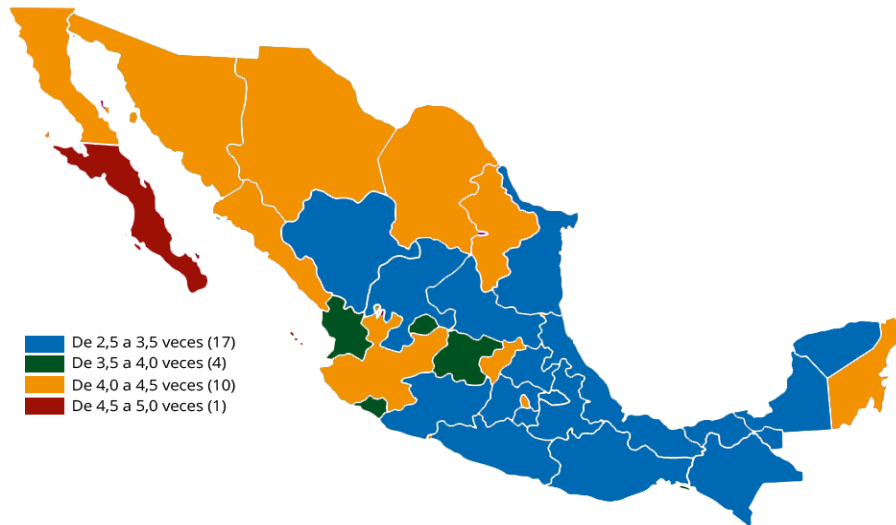 De 2,5 a 3,5 veces (17)
De 3,5 a 4,0 veces (4)
De 4,0 a 4,5 veces (10)
De 4,5 a 5,0 veces (1)